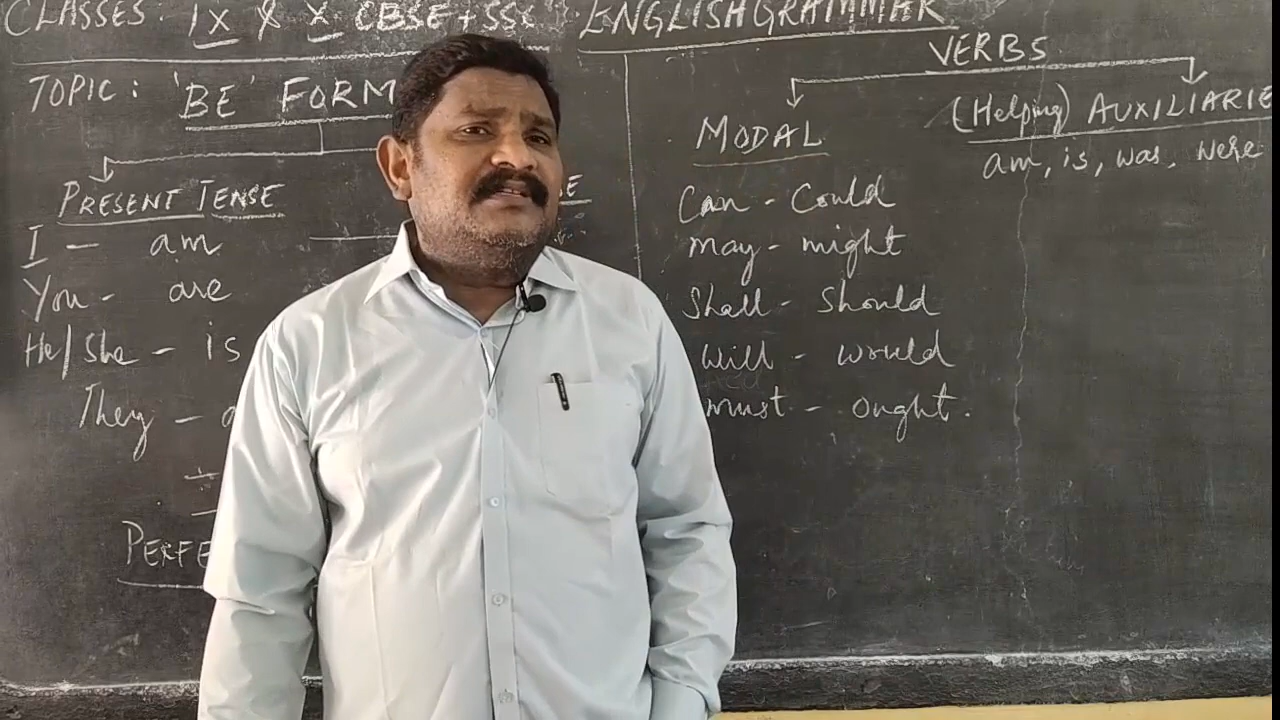 CLASSES: IX & X CBSE + SSC ENGLISH GRAMMAR
TOPIC: 'BE' FORM
PRESENT TENSE
I - am
You - are
He/She - is
They -
VERBS
MODAL
Can - Could
May - might
Shall - Should
Will - would
must - ought.
(Helping) AUXILIARIE
am, is, was, were